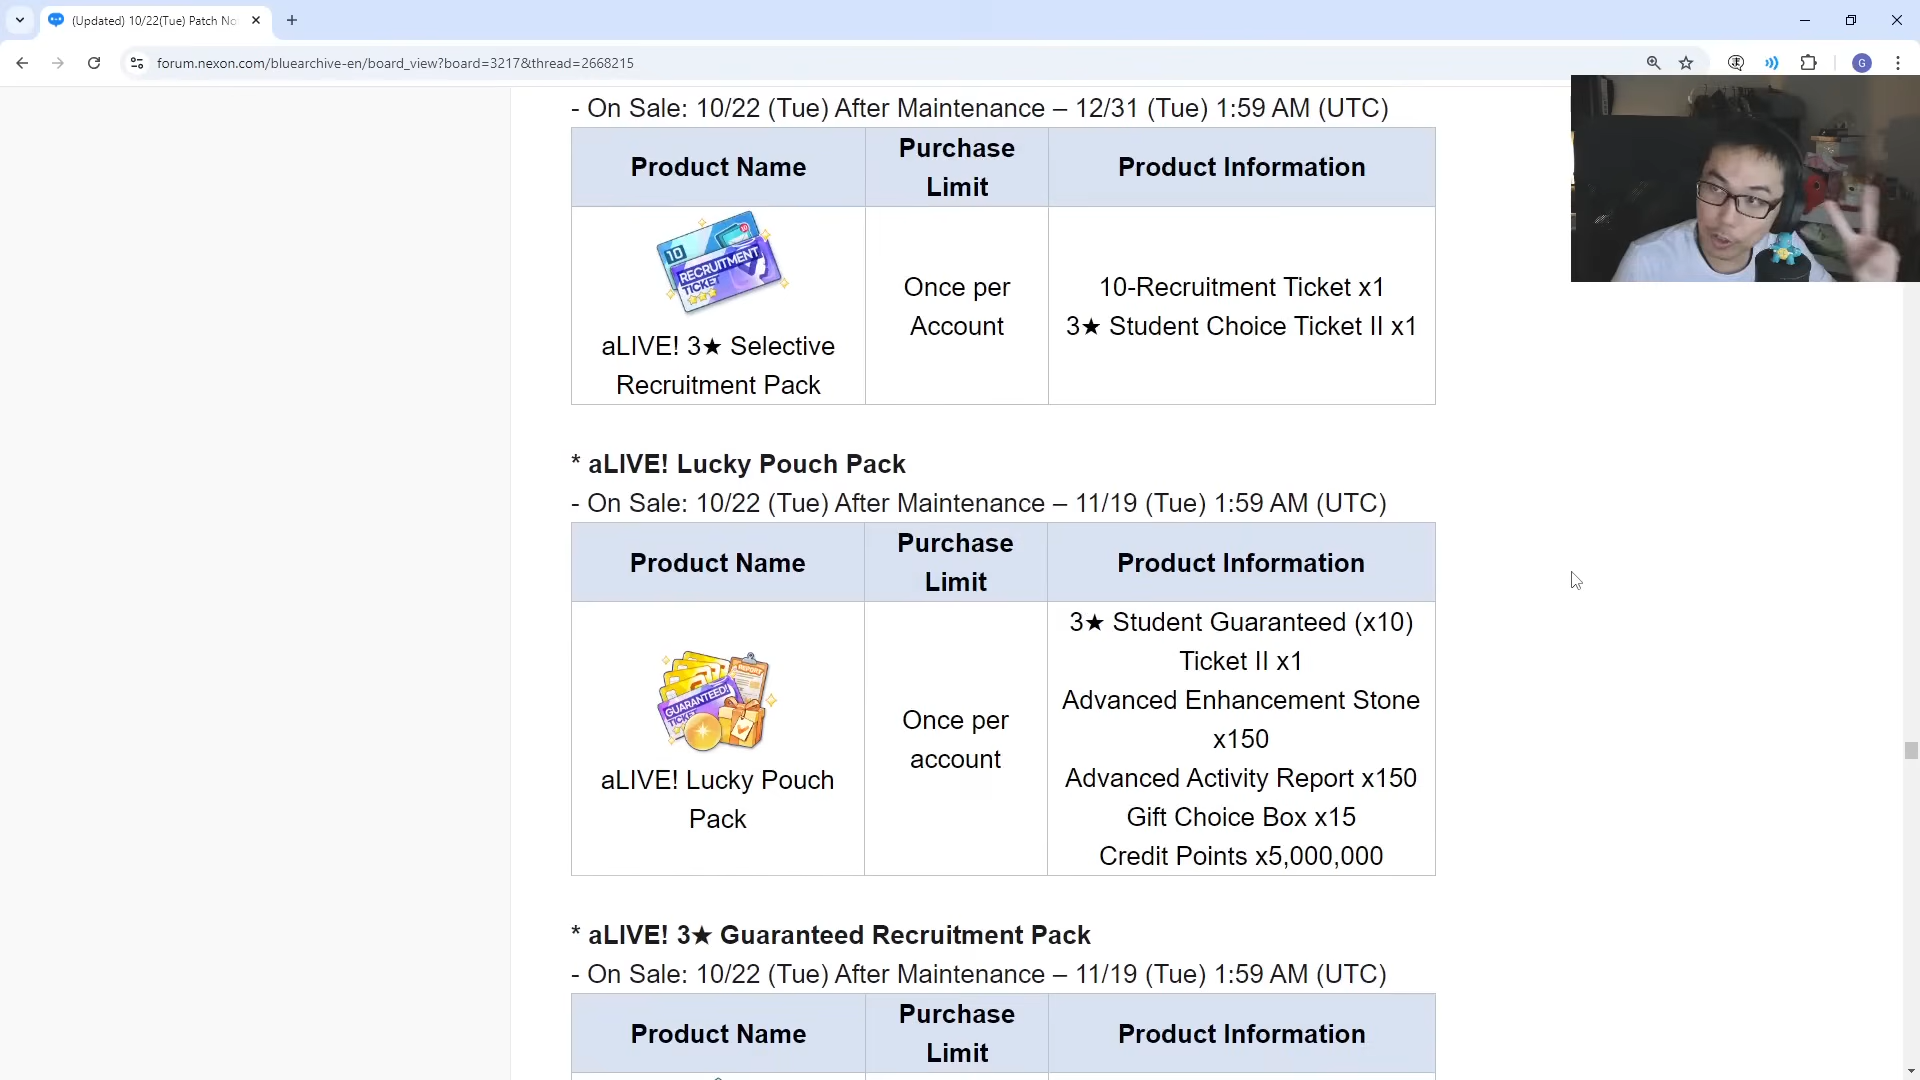 (Updated) 10/22(Tue) Patch No
forum.nexon.com/bluearchive-en/board_view?board=3217&thread=2668215
G
- On Sale: 10/22 (Tue) After Maintenance – 12/31 (Tue) 1:59 AM (UTC)
Product Name
Purchase
Limit
Product Information
10
RECRUITMENT
TICKET
aLIVE! 3★ Selective
Recruitment Pack
Once per
Account
10-Recruitment Ticket x1
3★ Student Choice Ticket II x1
* aLIVE! Lucky Pouch Pack
- On Sale: 10/22 (Tue) After Maintenance – 11/19 (Tue) 1:59 AM (UTC)
Product Name
Purchase
Limit
Product Information
REPORT
GUARANTEED!
TICKET
aLIVE! Lucky Pouch
Pack
Once per
account
3★ Student Guaranteed (x10)
Ticket II x1
Advanced Enhancement Stone
x150
Advanced Activity Report x150
Gift Choice Box x15
Credit Points x5,000,000
* aLIVE! 3★ Guaranteed Recruitment Pack
- On Sale: 10/22 (Tue) After Maintenance – 11/19 (Tue) 1:59 AM (UTC)
Product Name
Purchase
Limit
Product Information